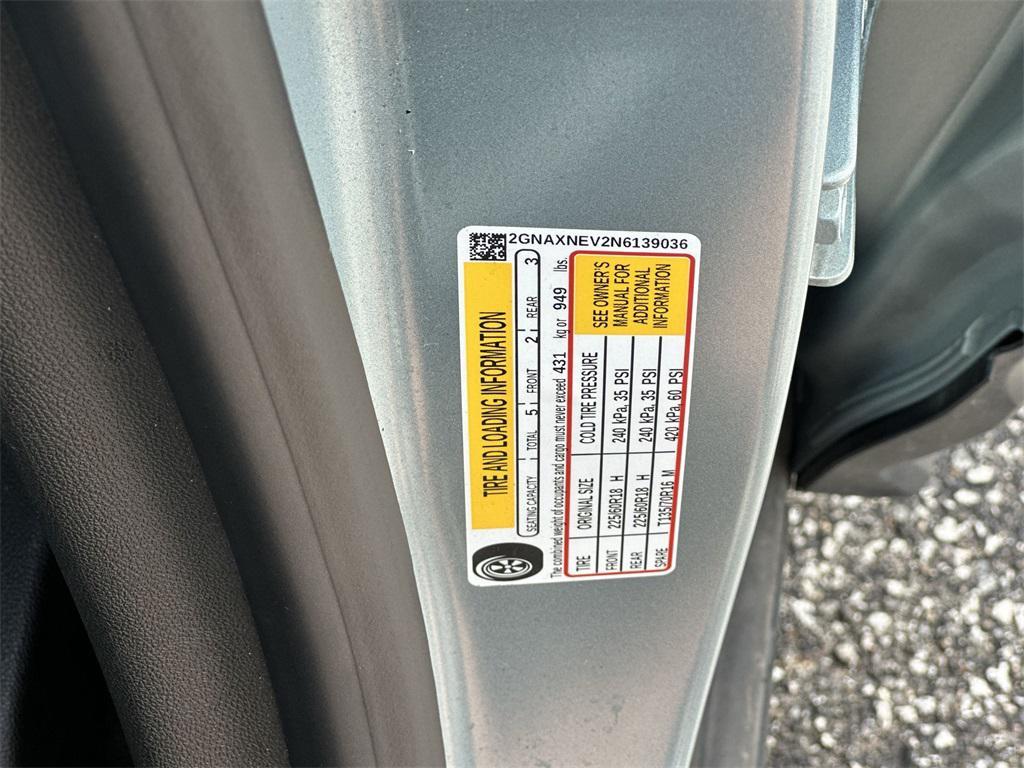 2GNAXNEV2N6139036
TIRE AND LOADING INFORMATION
SEATING CAPACITY TOTAL 5 FRONT 2 REAR 3
The combined weight of occupants and cargo must never exceed 431 kg or 949 lbs.
TIRE ORIGINAL SIZE COLD TIRE PRESSURE
FRONT 225/60R18 H 240 kPa, 35 PSI
REAR 225/60R18 H 240 kPa, 35 PSI
SPARE T135/70R16 M 420 kPa, 60 PSI
SEE OWNER'S
MANUAL FOR
ADDITIONAL
INFORMATION